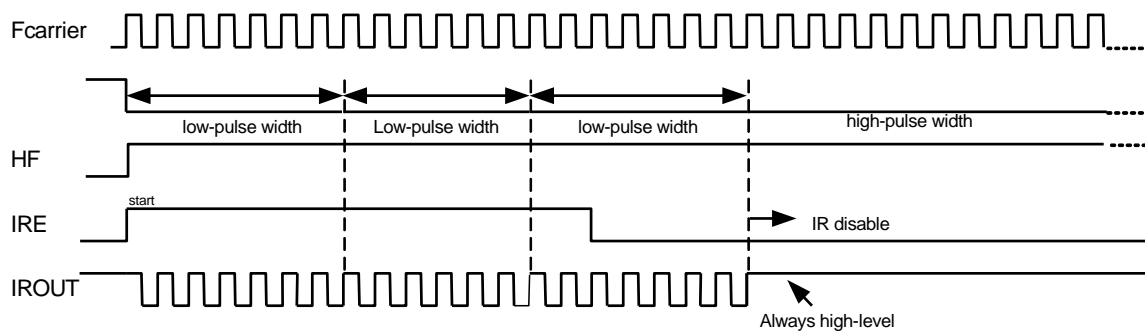 Fcarrier
low-pulse width
Low-pulse width
low-pulse width
high-pulse width
HF
start
IRE
IR disable
IROUT
Always high-level